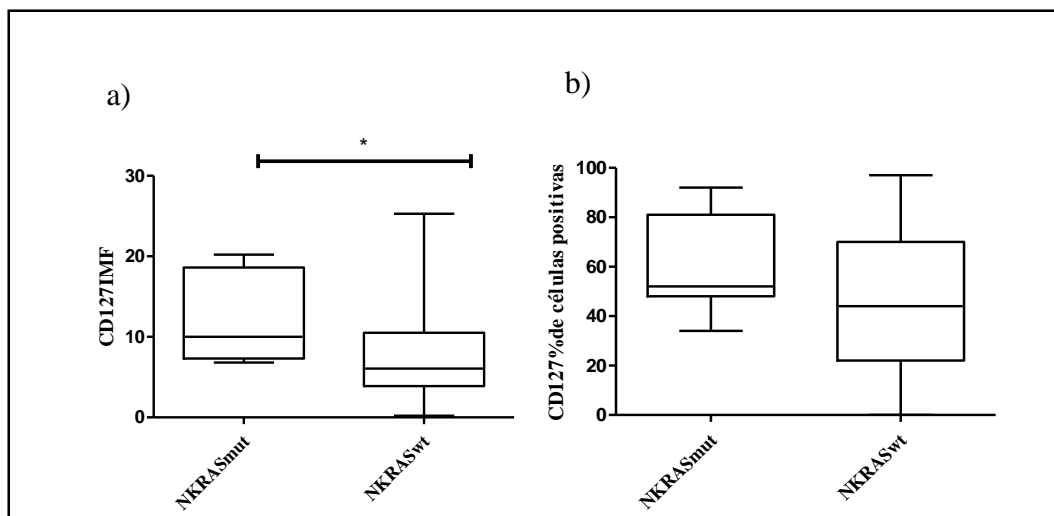 a)
*
30
20
10
0
CD127IMF
NKRASmut
NKRASwt
b)
100
80
60
40
20
0
CD127%de células positivas
NKRASmut
NKRASwt